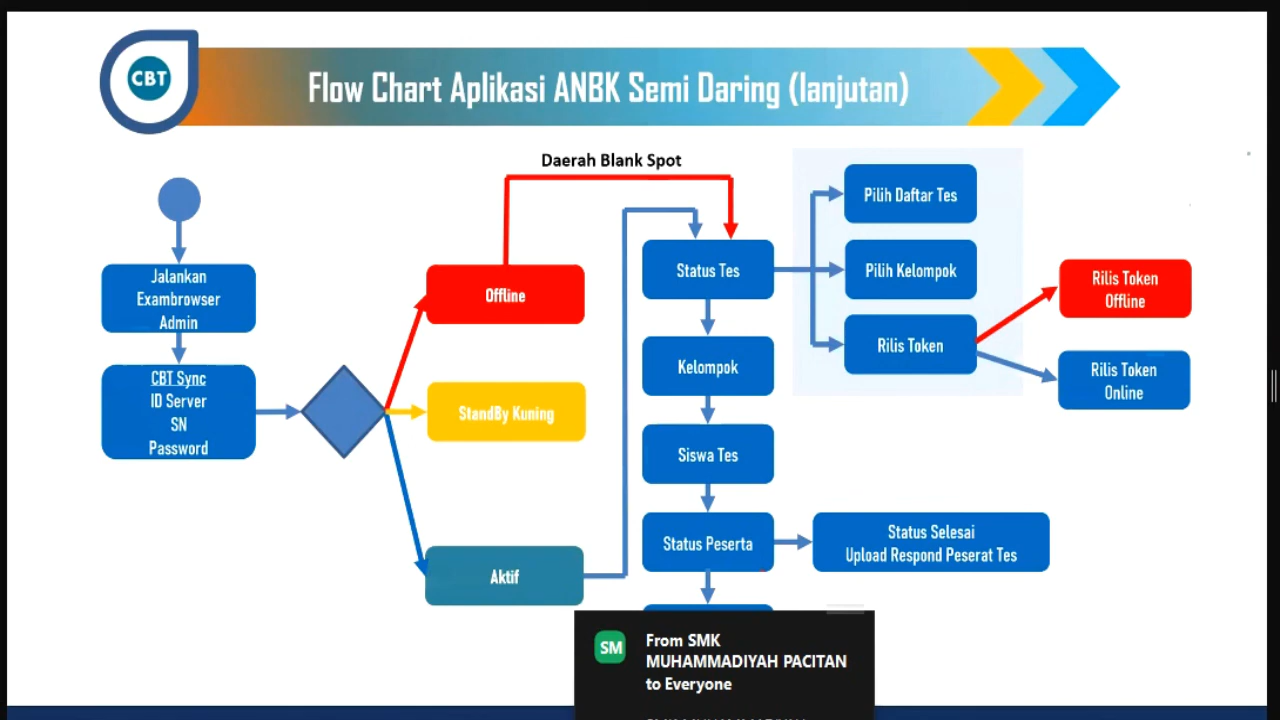 CBT
Flow Chart Aplikasi ANBK Semi Daring (lanjutan)
Daerah Blank Spot
Jalankan
Exambrowser
Admin
CBT Sync
ID Server
SN
Password
Offline
StandBy Kuning
Aktif
Status Tes
Kelompok
Siswa Tes
Status Peserta
Pilih Daftar Tes
Pilih Kelompok
Rilis Token
Rilis Token
Offline
Rilis Token
Online
Status Selesai
Upload Respond Peserat Tes
SM
From SMK
MUHAMMADIYAH PACITAN
to Everyone